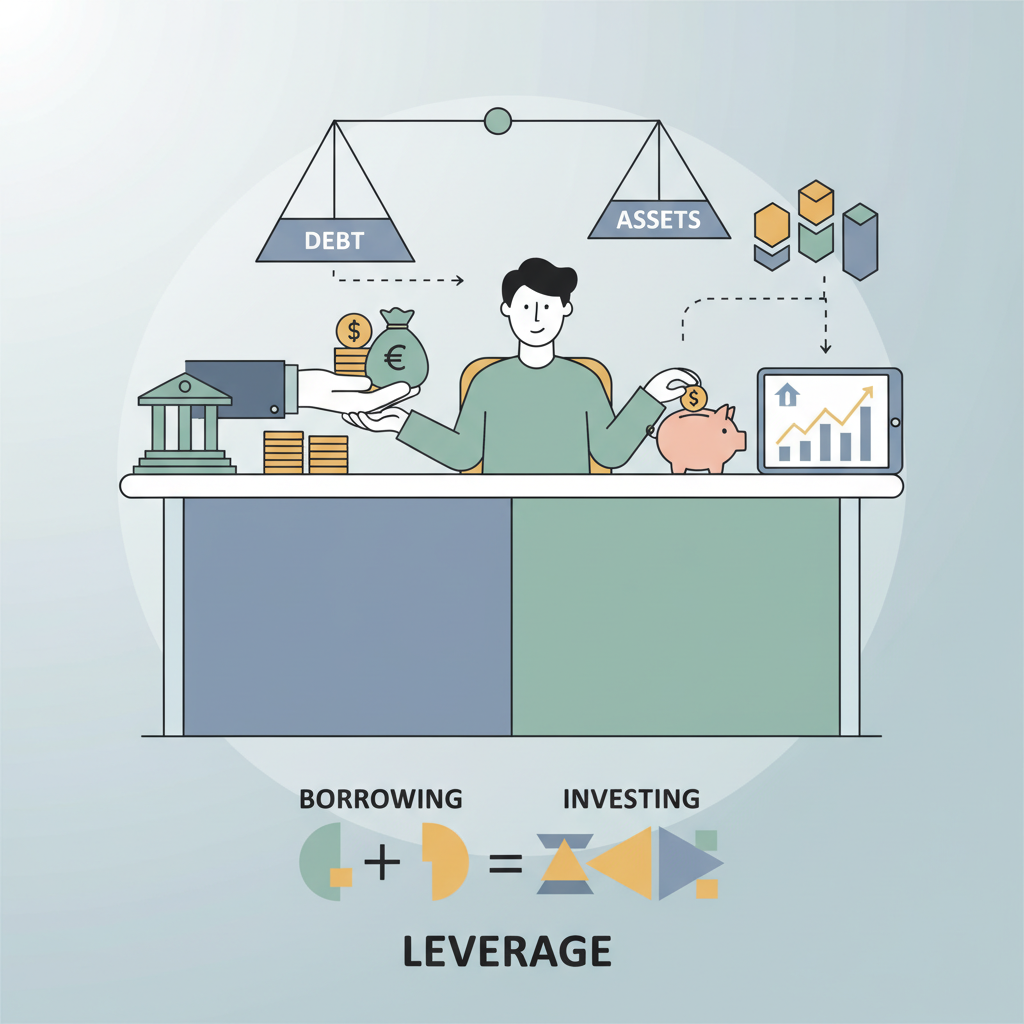 DEBT
ASSETS
$
€
$
BORROWING
INVESTING
+
=
LEVERAGE